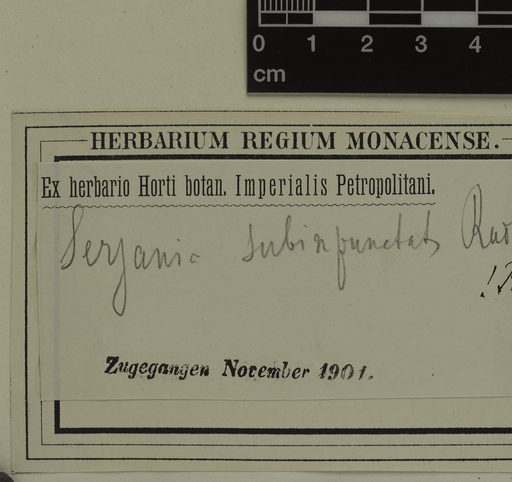 0 1 2 3 4
cm
HERBARIUM REGIUM MONACENSE.
Ex herbario Horti botan. Imperialis Petropolitani.
Serjania subinpunctata Rad
Zugegangen November 1901.